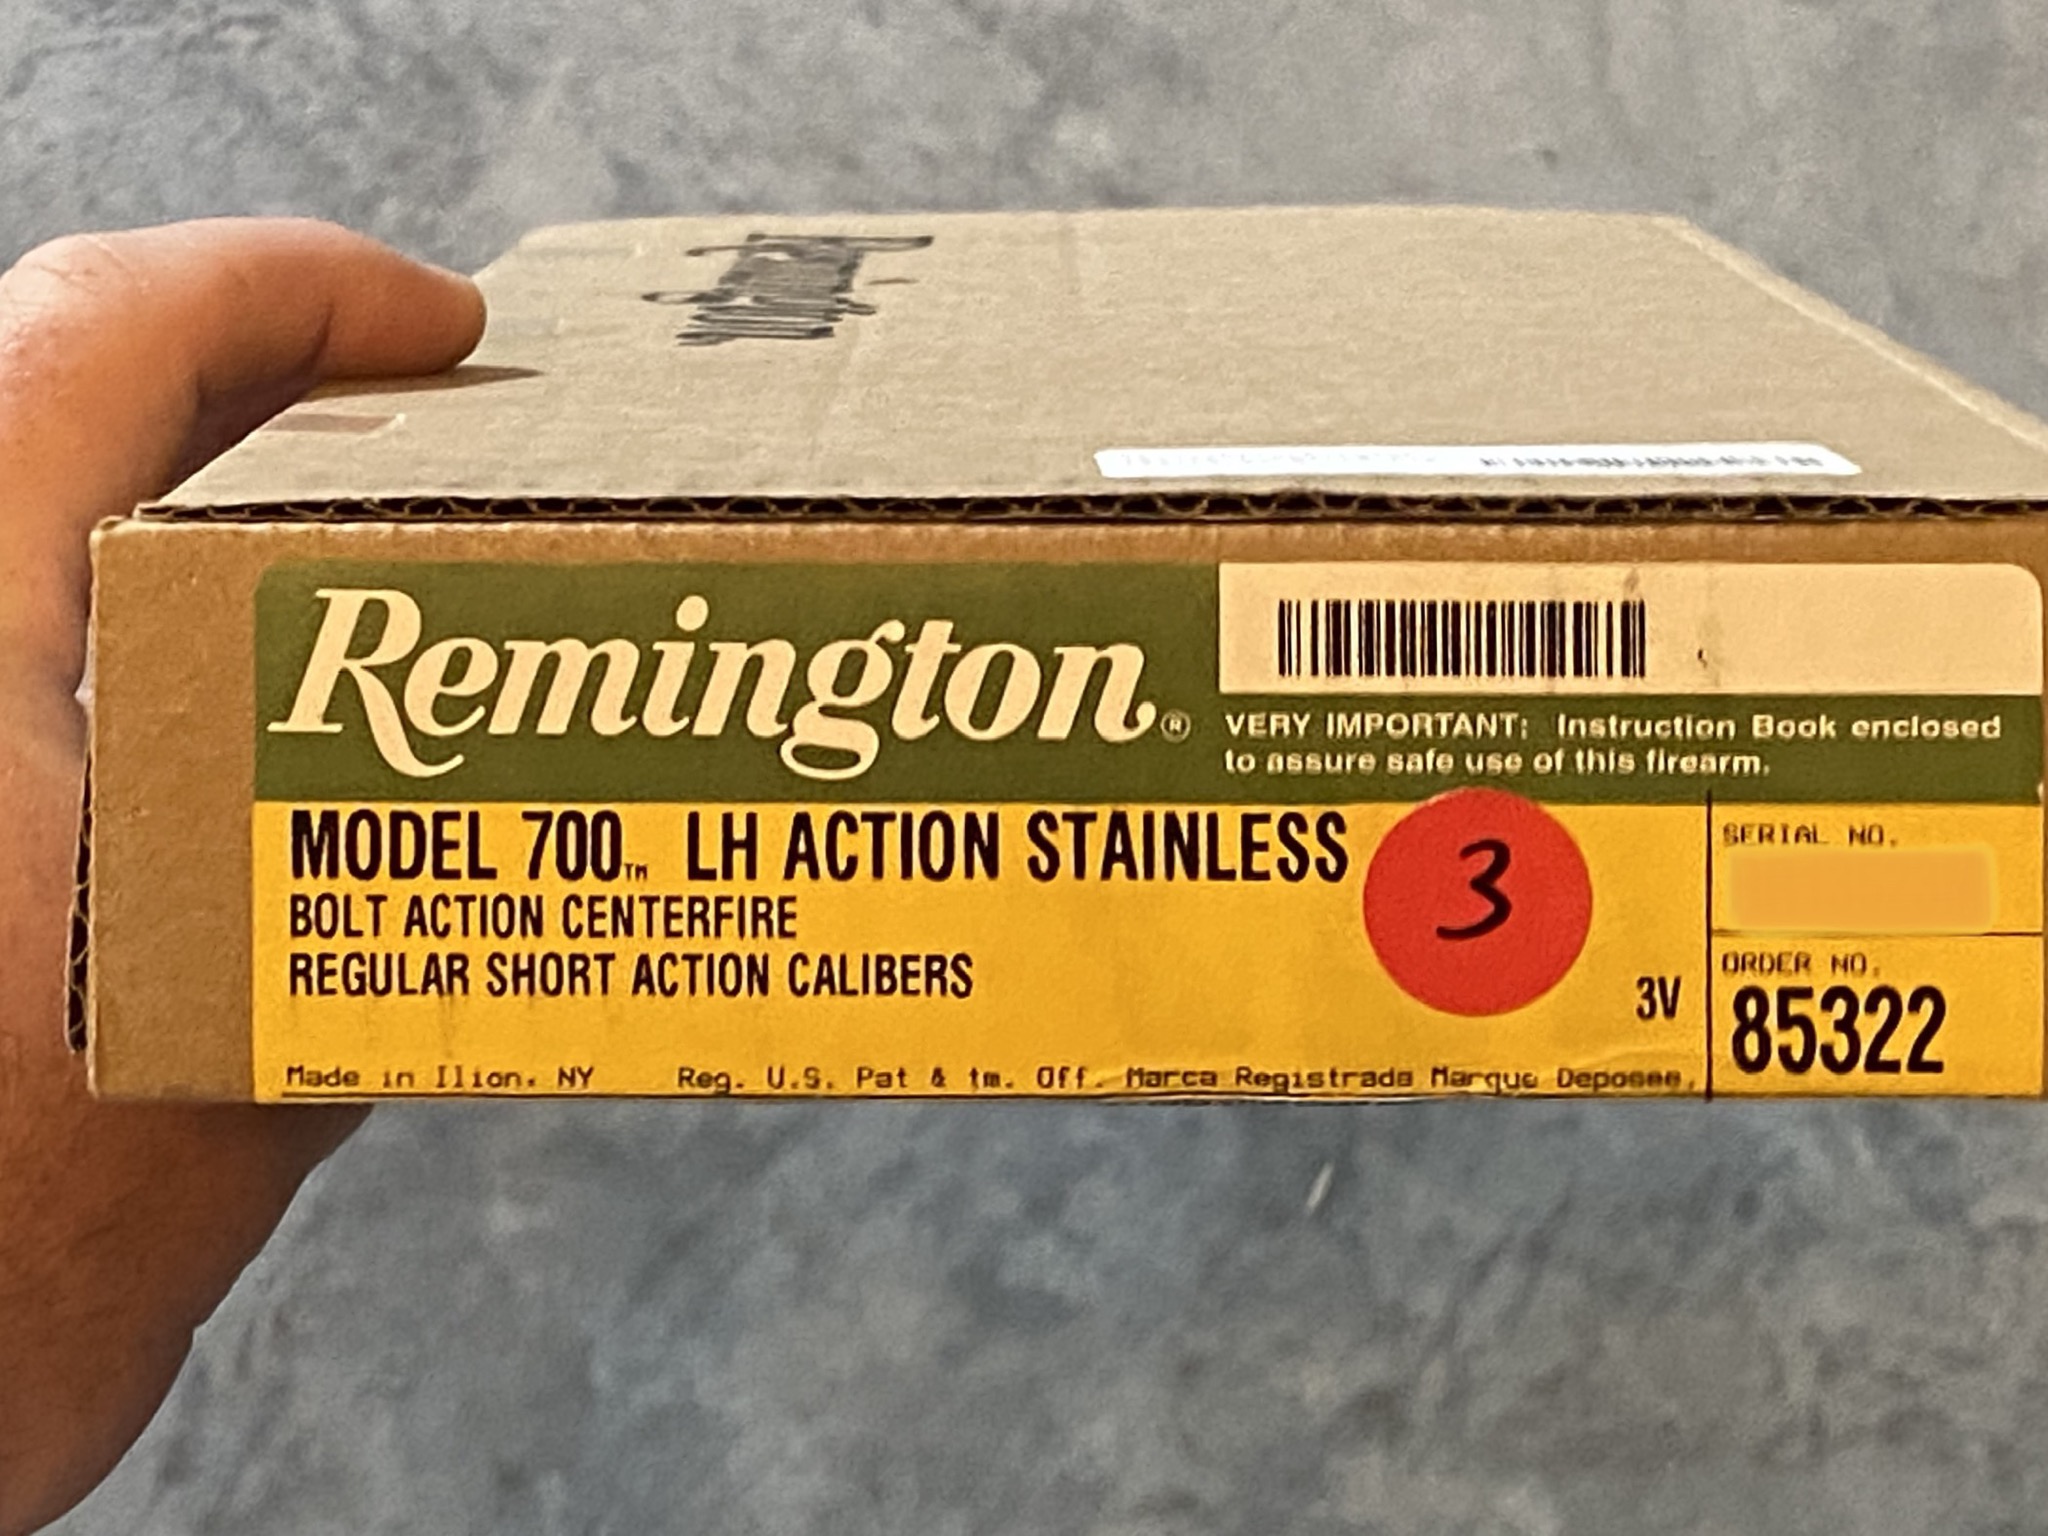 Remington®
VERY IMPORTANT: Instruction Book enclosed
to assure safe use of this firearm.
MODEL 700™ LH ACTION STAINLESS
BOLT ACTION CENTERFIRE
REGULAR SHORT ACTION CALIBERS
3
3V
SERIAL NO.
ORDER NO.
85322
Made in Ilion, NY Reg. U.S. Pat & tm. Off. Marca Registrada Marque Deposee.